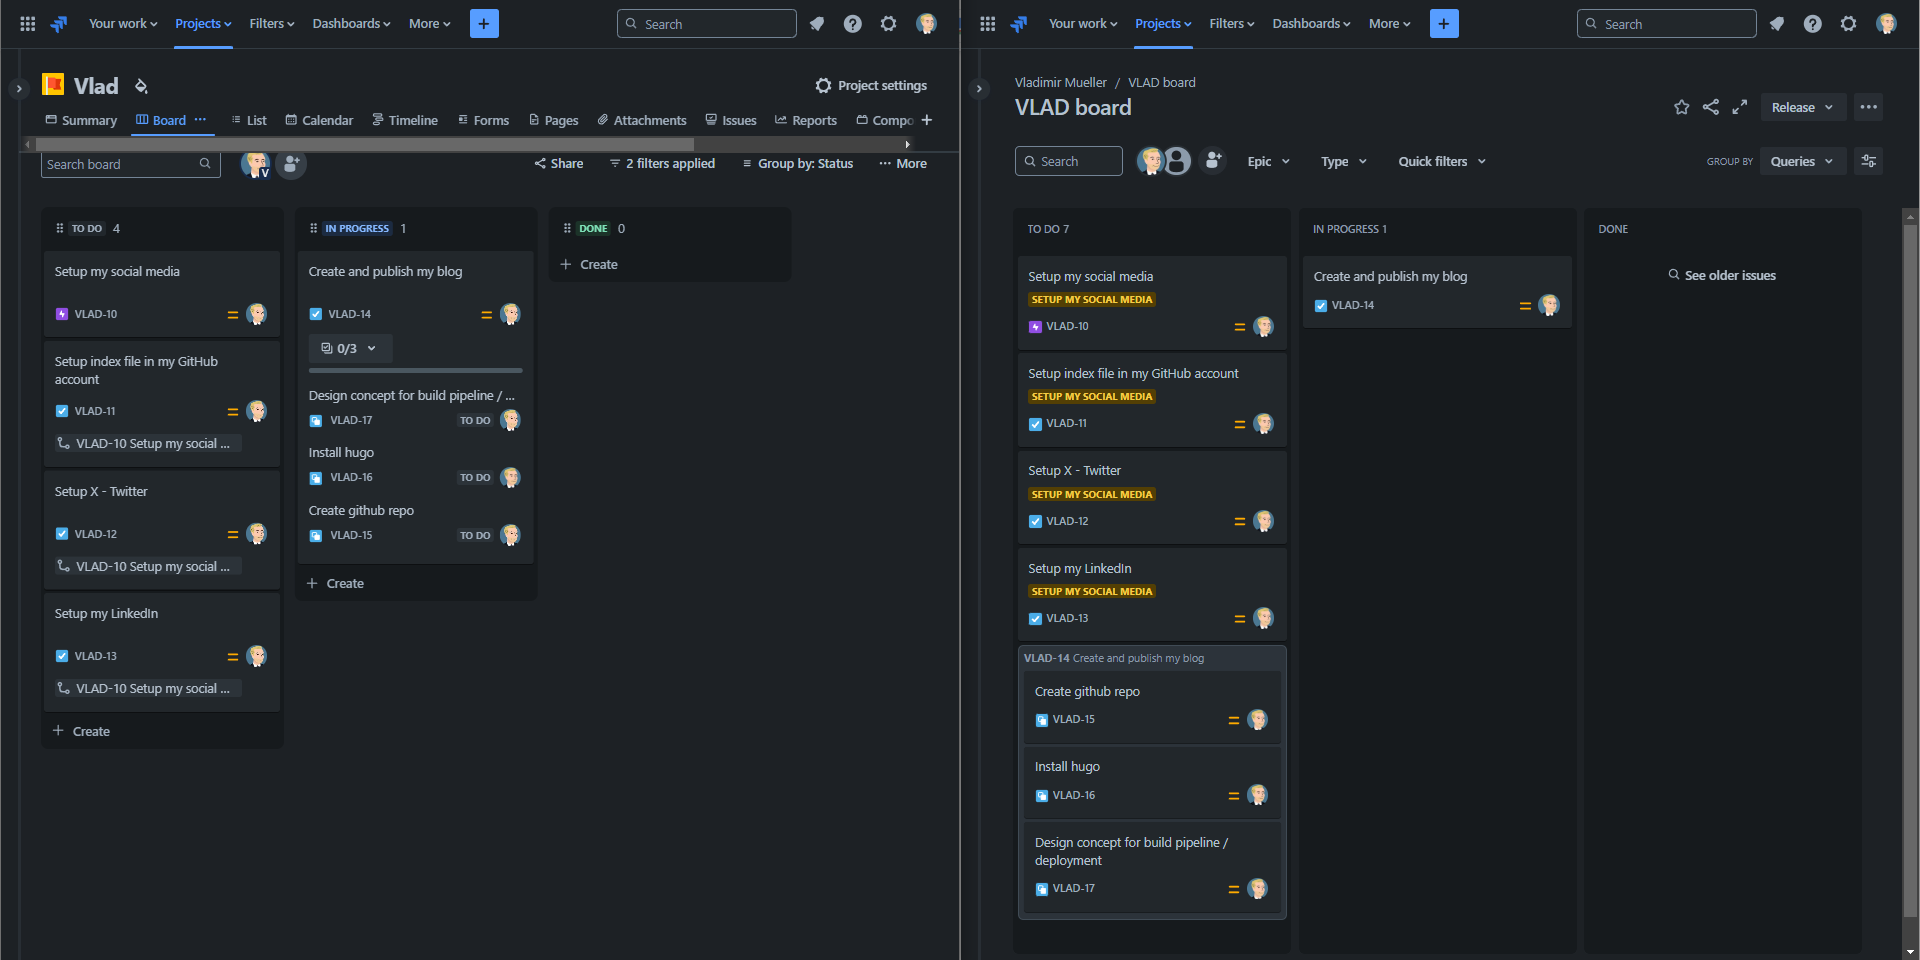 Your work
Projects
Filters
Dashboards
More
Search
Vlad
Project settings
Summary
Board
List
Calendar
Timeline
Forms
Pages
Attachments
Issues
Reports
Compo
Search board
V
Share
2 filters applied
Group by: Status
More
TO DO 4
Setup my social media
VLAD-10
Setup index file in my GitHub
account
VLAD-11
VLAD-10 Setup my social ...
Setup X - Twitter
VLAD-12
VLAD-10 Setup my social ...
Setup my LinkedIn
VLAD-13
VLAD-10 Setup my social ...
Create
IN PROGRESS 1
Create and publish my blog
VLAD-14
0/3
Design concept for build pipeline / ...
VLAD-17 TO DO
Install hugo
VLAD-16 TO DO
Create github repo
VLAD-15 TO DO
Create
DONE 0
Create
Your work
Projects
Filters
Dashboards
More
Search
Vladimir Mueller / VLAD board
VLAD board
Release
Search
Epic
Type
Quick filters
GROUP BY
Queries
TO DO 7
Setup my social media
SETUP MY SOCIAL MEDIA
VLAD-10
Setup index file in my GitHub account
SETUP MY SOCIAL MEDIA
VLAD-11
Setup X - Twitter
SETUP MY SOCIAL MEDIA
VLAD-12
Setup my LinkedIn
SETUP MY SOCIAL MEDIA
VLAD-13
VLAD-14 Create and publish my blog
Create github repo
VLAD-15
Install hugo
VLAD-16
Design concept for build pipeline /
deployment
VLAD-17
IN PROGRESS 1
Create and publish my blog
VLAD-14
DONE
See older issues